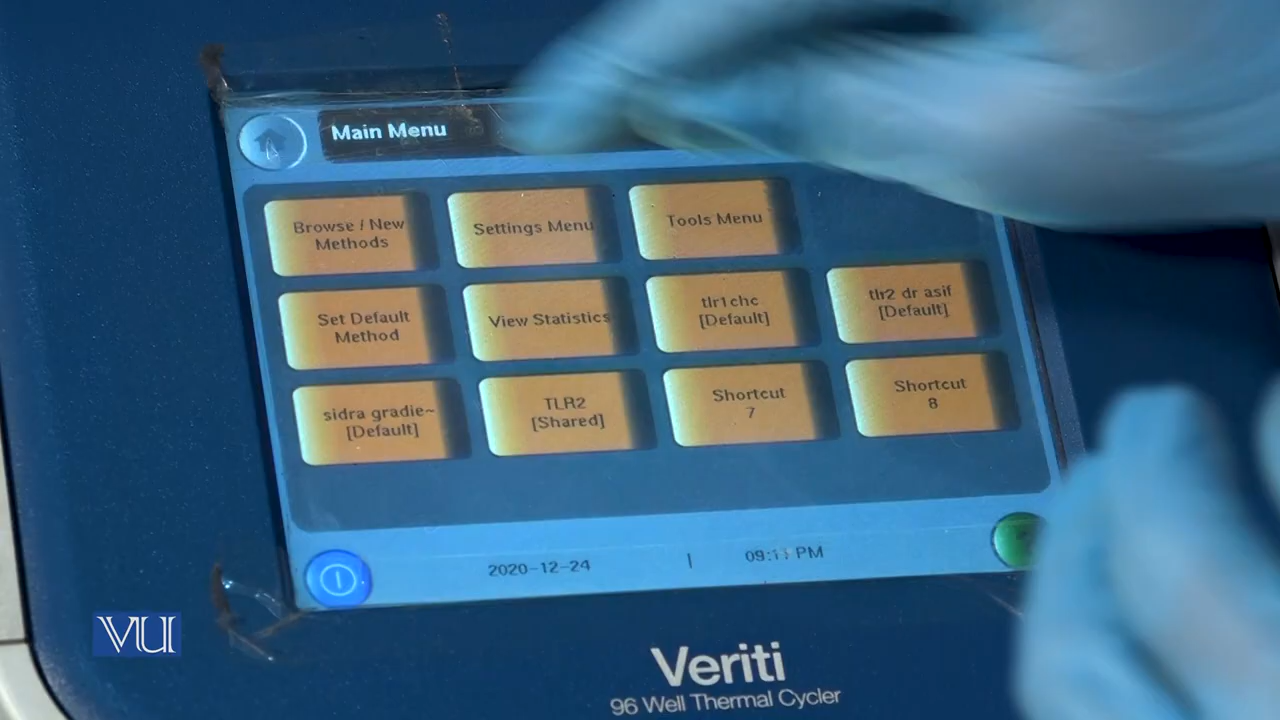 Main Menu
Browse / New
Methods
Settings Menu
Tools Menu
Set Default
Method
View Statistics
tlr1chc
[Default]
tlr2 dr asif
[Default]
sidra gradie~
[Default]
TLR2
[Shared]
Shortcut
7
Shortcut
8
2020-12-24 | PM
VU
Veriti
96 Well Thermal Cycler